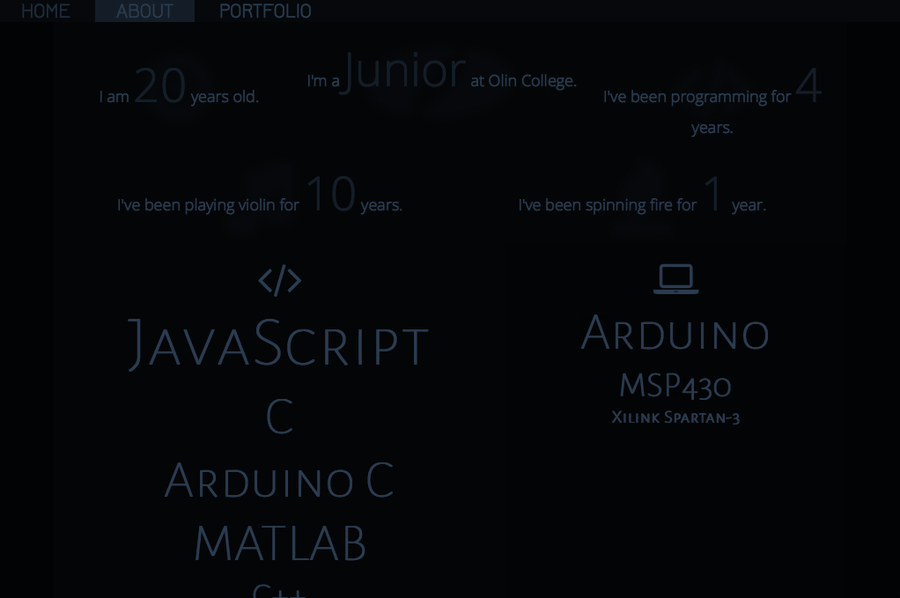 HOME ABOUT PORTFOLIO
I am 20 years old.
I'm a Junior at Olin College.
I've been programming for 4
years.
I've been playing violin for 10 years.
I've been spinning fire for 1 year.
</>
JavaScript
C
Arduino C
MATLAB
C++
Arduino
MSP430
Xilink Spartan-3